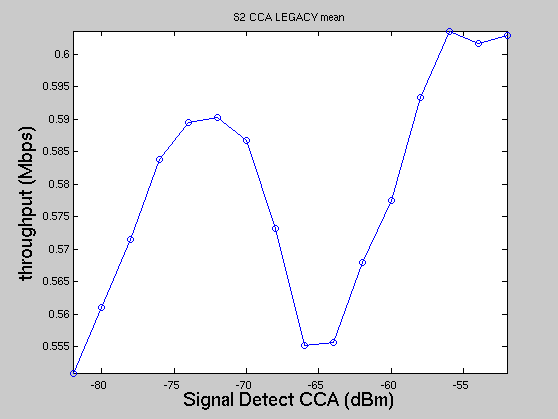 S2 CCA LEGACY mean
0.6
0.595
0.59
0.585
0.58
0.575
0.57
0.565
0.56
0.555
throughput (Mbps)
-80 -75 -70 -65 -60 -55
Signal Detect CCA (dBm)